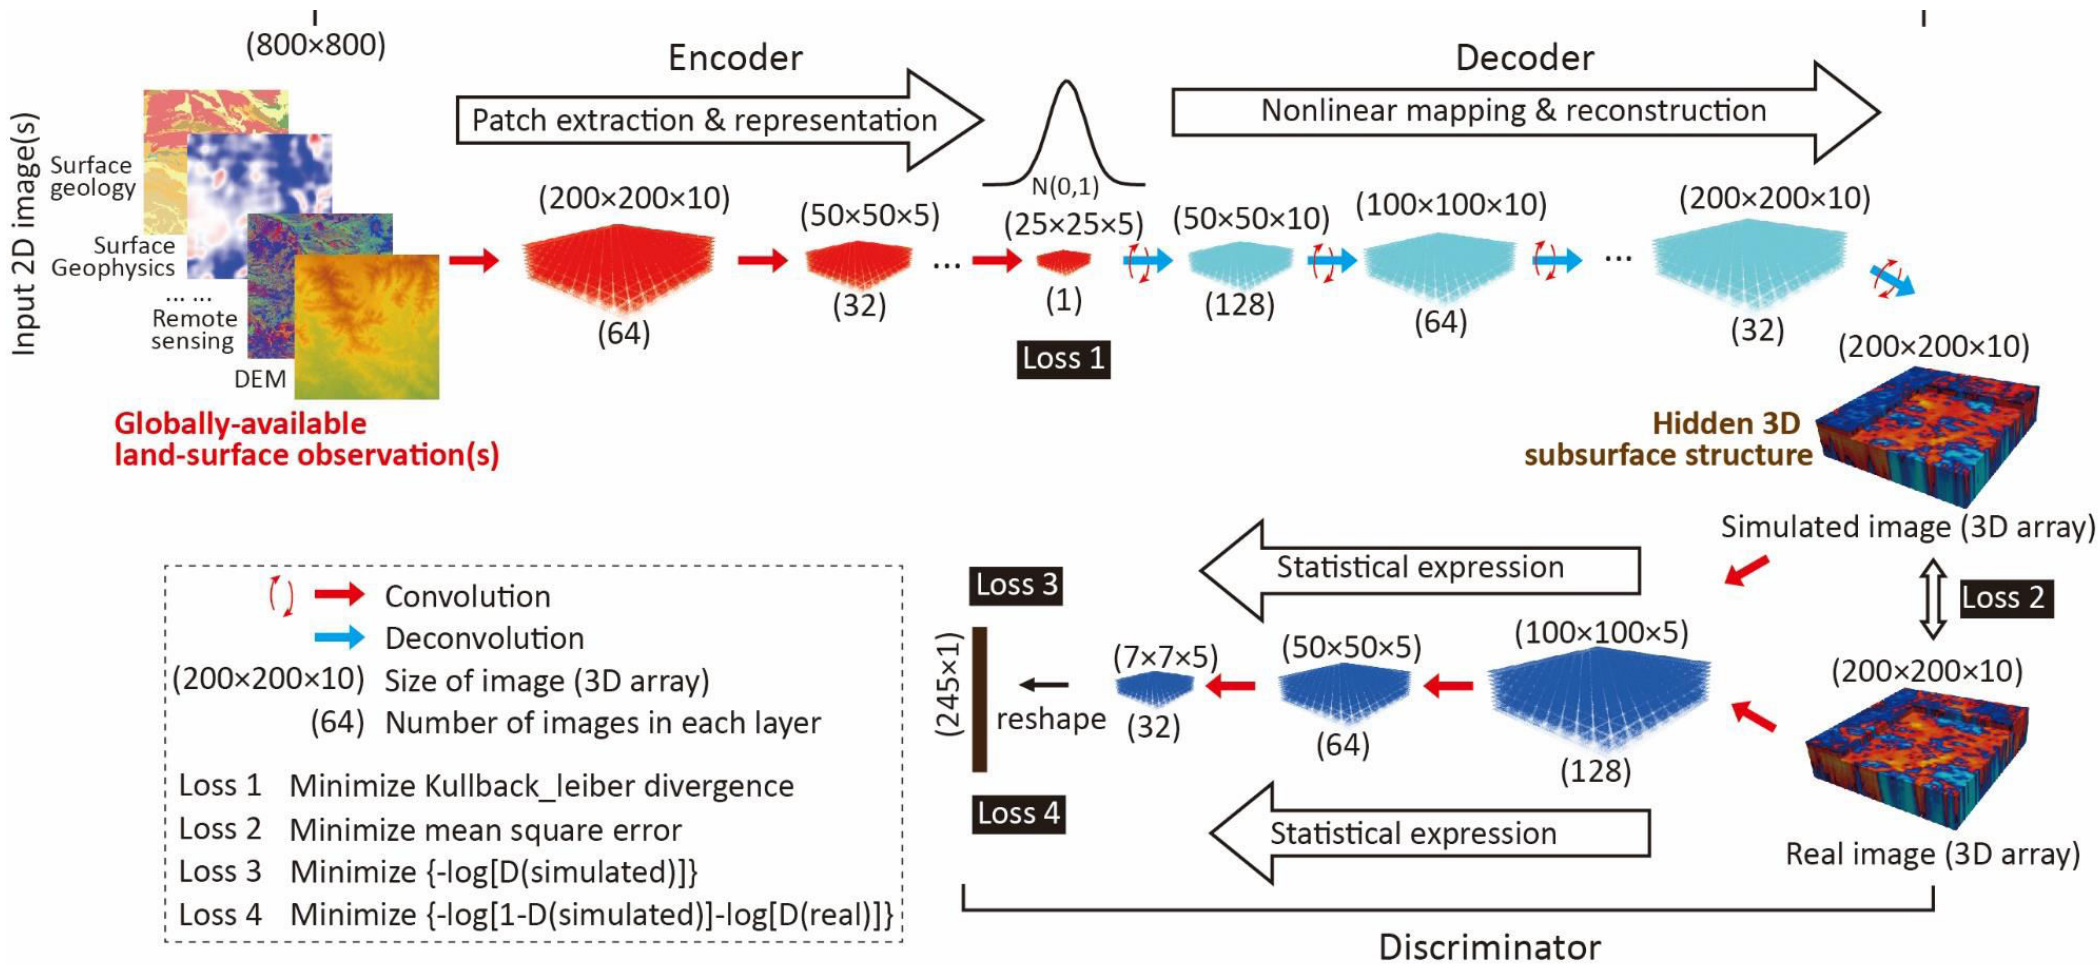 (800×800)
Encoder
Decoder
Patch extraction & representation
Nonlinear mapping & reconstruction
Input 2D image(s)
Surface
geology
Surface
Geophysics
... ...
Remote
sensing
DEM
Globally-available
land-surface observation(s)
(200×200×10)
(64)
(50×50×5)
(32)
...
N(0,1)
(25×25×5)
(1)
Loss 1
(50×50×10)
(128)
(100×100×10)
(64)
...
(200×200×10)
(32)
(200×200×10)
Hidden 3D
subsurface structure
Simulated image (3D array)
Loss 2
(200×200×10)
Real image (3D array)
Statistical expression
(100×100×5)
(128)
(50×50×5)
(64)
(7×7×5)
(32)
reshape
(245×1)
Loss 3
Loss 4
Statistical expression
Discriminator
Convolution
Deconvolution
(200×200×10) Size of image (3D array)
(64) Number of images in each layer
Loss 1 Minimize Kullback_leiber divergence
Loss 2 Minimize mean square error
Loss 3 Minimize {-log[D(simulated)]}
Loss 4 Minimize {-log[1-D(simulated)]-log[D(real)]}